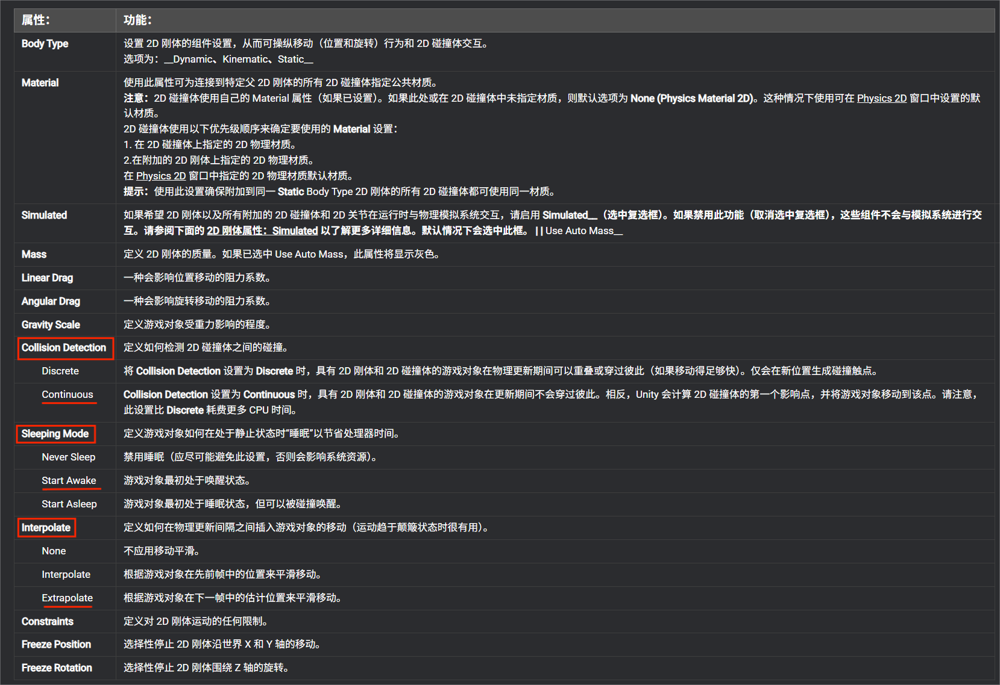 属性：
功能：
Body Type
设置 2D 刚体的组件设置，从而可操纵移动（位置和旋转）行为和 2D 碰撞体交互。
选项为：__Dynamic、Kinematic、Static__
Material
使用此属性可为连接到特定父 2D 刚体的所有 2D 碰撞体指定公共材质。
注意：2D 碰撞体使用自己的 Material 属性（如果已设置）。如果此处或在 2D 碰撞体中未指定材质，则默认选项为 None (Physics Material 2D)。这种情况下使用可在 Physics 2D 窗口中设置的默
认材质。
2D 碰撞体使用以下优先级顺序来确定要使用的 Material 设置：
1. 在 2D 碰撞体上指定的 2D 物理材质。
2.在附加的 2D 刚体上指定的 2D 物理材质。
在 Physics 2D 窗口中指定的 2D 物理材质默认材质。
提示：使用此设置确保附加到同一 Static Body Type 2D 刚体的所有 2D 碰撞体都可使用同一材质。
Simulated
如果希望 2D 刚体以及所有附加的 2D 碰撞体和 2D 关节在运行时与物理模拟系统交互，请启用 Simulated__（选中复选框）。如果禁用此功能（取消选中复选框），这些组件不会与模拟系统进行交
互。请参阅下面的 2D 刚体属性：Simulated 以了解更多详细信息。默认情况下会选中此框。 | | Use Auto Mass__
Mass
定义 2D 刚体的质量。如果已选中 Use Auto Mass，此属性将显示灰色。
Linear Drag
一种会影响位置移动的阻力系数。
Angular Drag
一种会影响旋转移动的阻力系数。
Gravity Scale
定义游戏对象受重力影响的程度。
Collision Detection
定义如何检测 2D 碰撞体之间的碰撞。
Discrete
将 Collision Detection 设置为 Discrete 时，具有 2D 刚体和 2D 碰撞体的游戏对象在物理更新期间可以重叠或穿过彼此（如果移动得足够快）。仅会在新位置生成碰撞触点。
Continuous
Collision Detection 设置为 Continuous 时，具有 2D 刚体和 2D 碰撞体的游戏对象在更新期间不会穿过彼此。相反，Unity 会计算 2D 碰撞体的第一个影响点，并将游戏对象移动到该点。请注意，
此设置比 Discrete 耗费更多 CPU 时间。
Sleeping Mode
定义游戏对象如何在处于静止状态时“睡眠”以节省处理器时间。
Never Sleep
禁用睡眠（应尽可能避免此设置，否则会影响系统资源）。
Start Awake
游戏对象最初处于唤醒状态。
Start Asleep
游戏对象最初处于睡眠状态，但可以被碰撞唤醒。
Interpolate
定义如何在物理更新间隔之间插入游戏对象的移动（运动趋于颠簸状态时很有用）。
None
不应用移动平滑。
Interpolate
根据游戏对象在先前帧中的位置来平滑移动。
Extrapolate
根据游戏对象在下一帧中的估计位置来平滑移动。
Constraints
定义对 2D 刚体运动的任何限制。
Freeze Position
选择性停止 2D 刚体沿世界 X 和 Y 轴的移动。
Freeze Rotation
选择性停止 2D 刚体围绕 Z 轴的旋转。